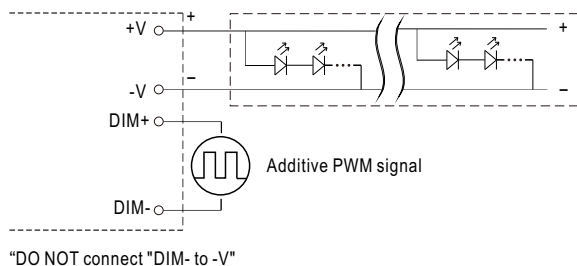 +
+V
-V
−
+
−
DIM+
Additive PWM signal
DIM-
“DO NOT connect "DIM- to -V"